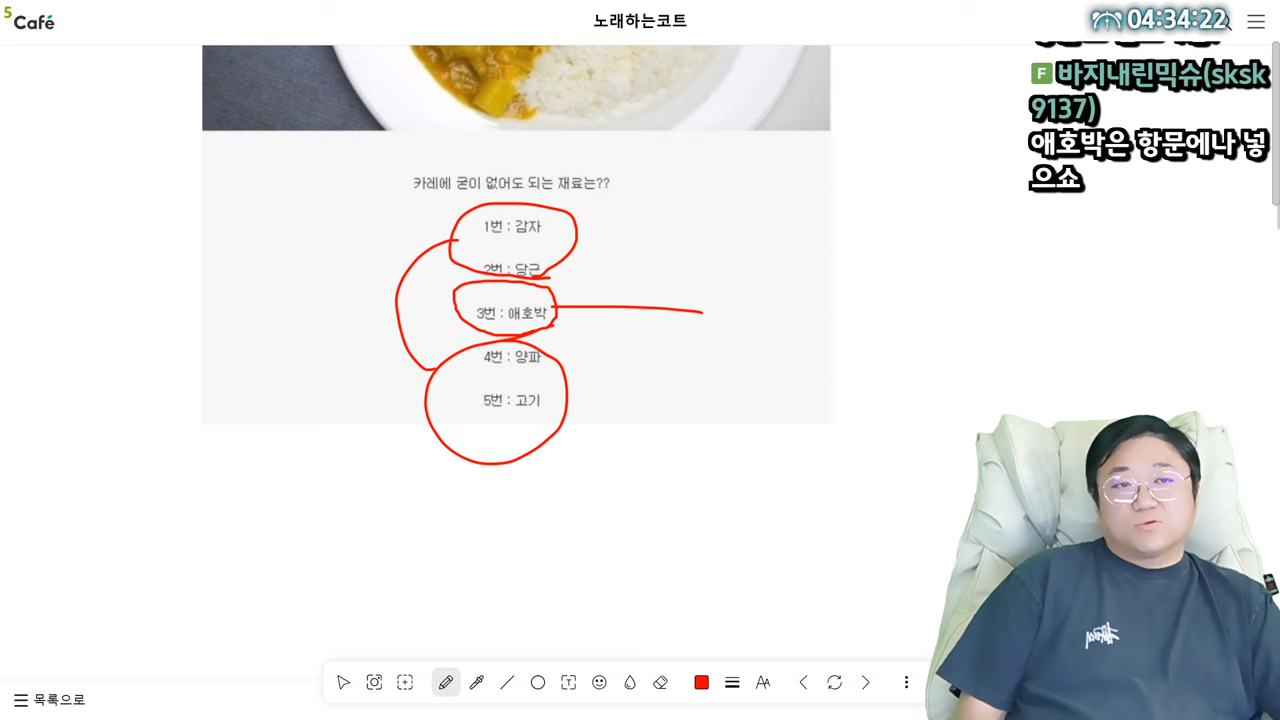 5
Café
노래하는코트
04:34:22
F 바지내린믹슈(sksk
9137)
애호박은 항문에나 넣
으쇼
카레에 굳이 없어도 되는 재료는??
1번 : 감자
2번 : 당근
3번 : 애호박
4번 : 양파
5번 : 고기
목록으로